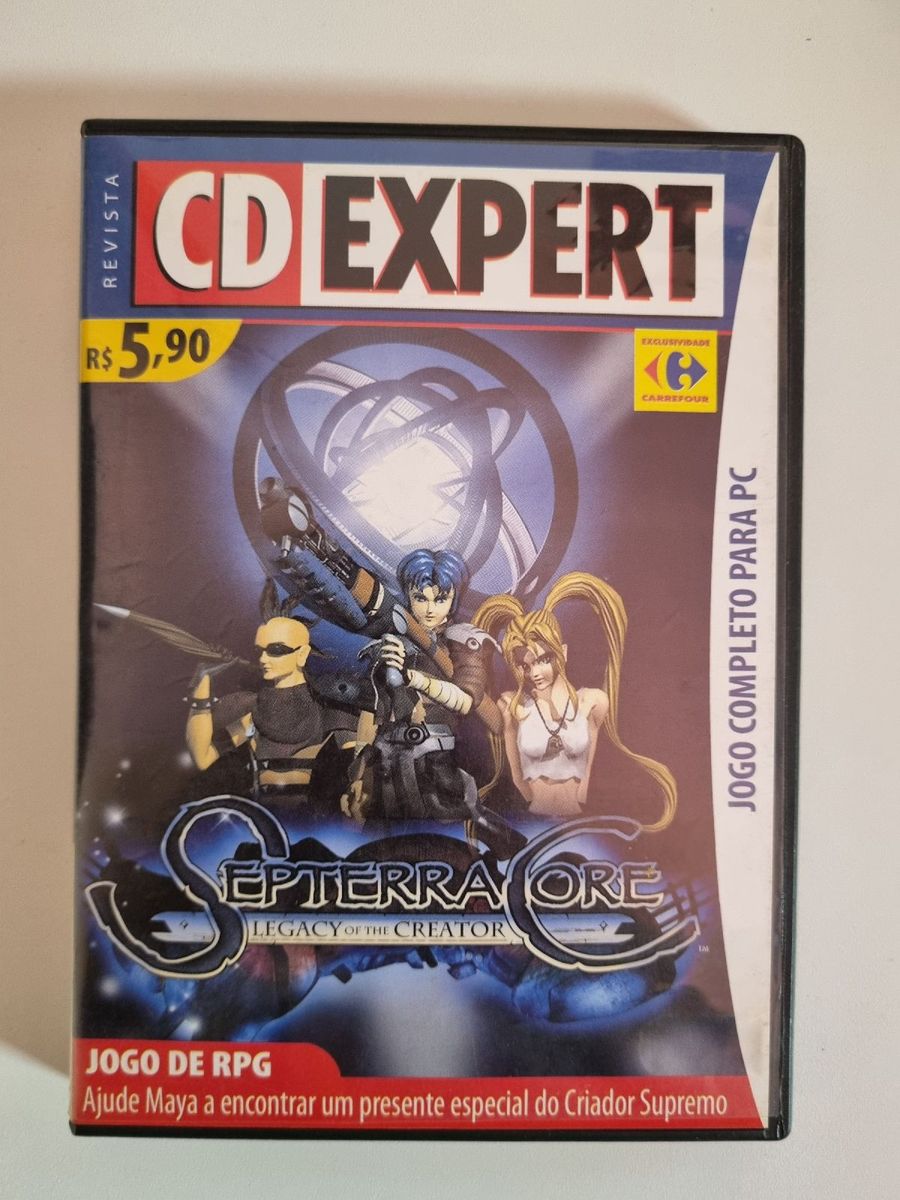 REVISTA
CD EXPERT
R$ 5,90
EXCLUSIVIDADE
CARREFOUR
JOGO COMPLETO PARA PC
SEPTERRA CORE
LEGACY OF THE CREATOR
TM
JOGO DE RPG
Ajude Maya a encontrar um presente especial do Criador Supremo